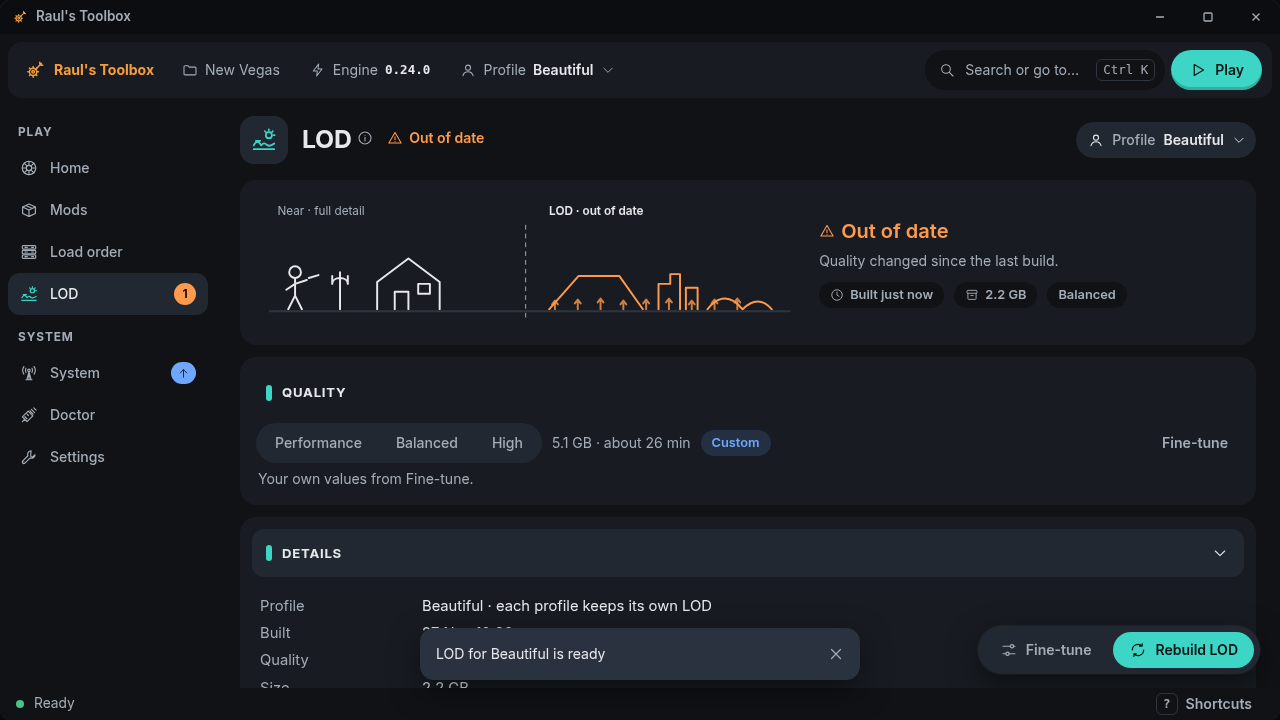 Raul's Toolbox
Raul's Toolbox
New Vegas
Engine 0.24.0
Profile Beautiful
Search or go to...
Ctrl K
Play
PLAY
Home
Mods
Load order
LOD
1
SYSTEM
System
Doctor
Settings
LOD
Out of date
Profile Beautiful
Near · full detail
LOD · out of date
Out of date
Quality changed since the last build.
Built just now
2.2 GB
Balanced
QUALITY
Performance
Balanced
High
5.1 GB · about 26 min
Custom
Fine-tune
Your own values from Fine-tune.
DETAILS
Profile
Beautiful · each profile keeps its own LOD
Built
Quality
Size
2.2 GB
LOD for Beautiful is ready
Fine-tune
Rebuild LOD
Ready
? Shortcuts